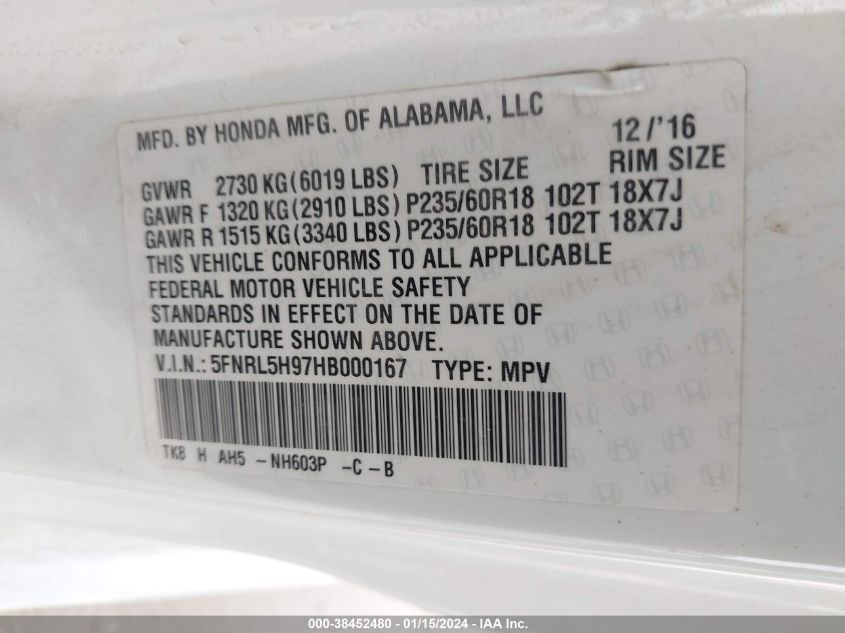 MFD. BY HONDA MFG. OF ALABAMA, LLC 12/'16
GVWR 2730 KG(6019 LBS) TIRE SIZE RIM SIZE
GAWR F 1320 KG(2910 LBS) P235/60R18 102T 18X7J
GAWR R 1515 KG(3340 LBS) P235/60R18 102T 18X7J
THIS VEHICLE CONFORMS TO ALL APPLICABLE
FEDERAL MOTOR VEHICLE SAFETY
STANDARDS IN EFFECT ON THE DATE OF
MANUFACTURE SHOWN ABOVE.
V.I.N.: 5FNRL5H97HB000167 TYPE: MPV
TK8 H AH5 -NH603P -C-B
000-38452480 - 01/15/2024 - IAA Inc.